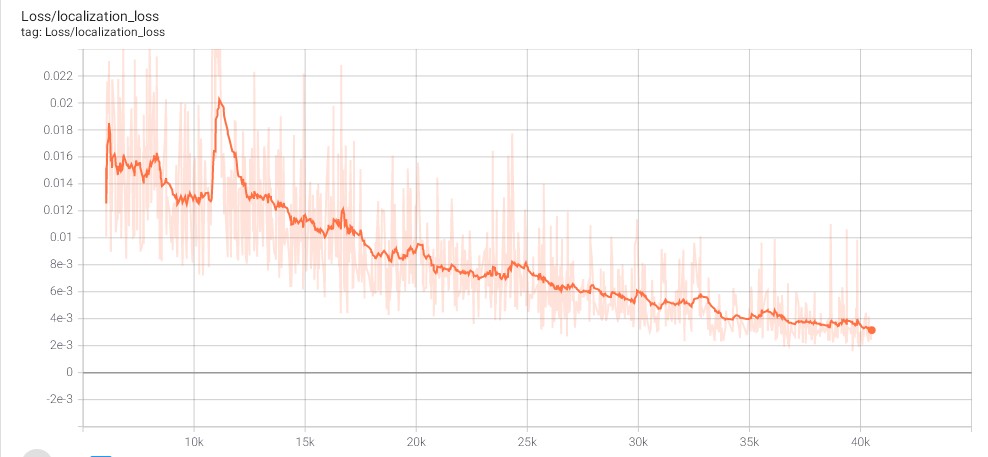 Loss/localization_loss
tag: Loss/localization_loss
0.022
0.02
0.018
0.016
0.014
0.012
0.01
8e-3
6e-3
4e-3
2e-3
0
-2e-3
10k 15k 20k 25k 30k 35k 40k